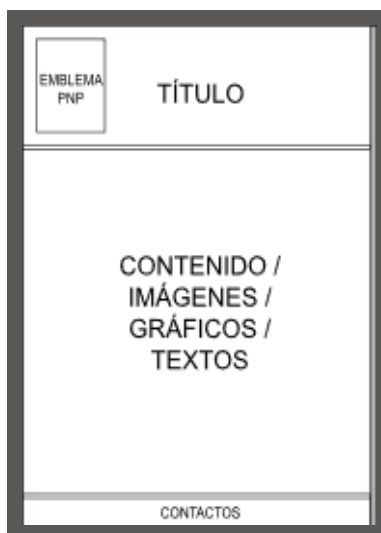 EMBLEMA
PNP
TÍTULO
CONTENIDO /
IMÁGENES /
GRÁFICOS /
TEXTOS
CONTACTOS